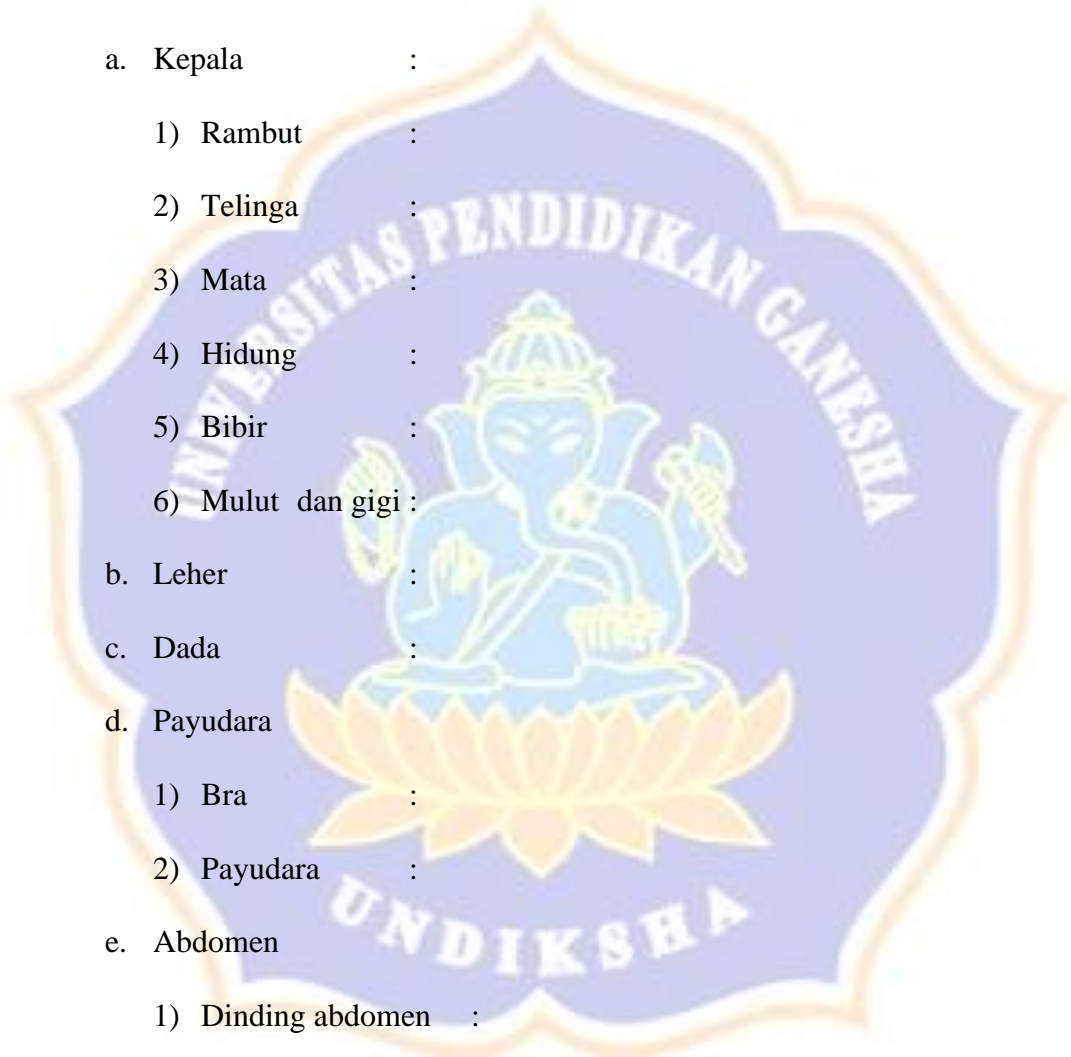 a. Kepala :
1) Rambut :
2) Telinga :
3) Mata :
4) Hidung :
5) Bibir :
6) Mulut dan gigi :
b. Leher :
c. Dada :
d. Payudara
1) Bra :
2) Payudara :
e. Abdomen
1) Dinding abdomen :
UNIVERSITAS PENDIDIKAN GANESHA
UNDIKSHA